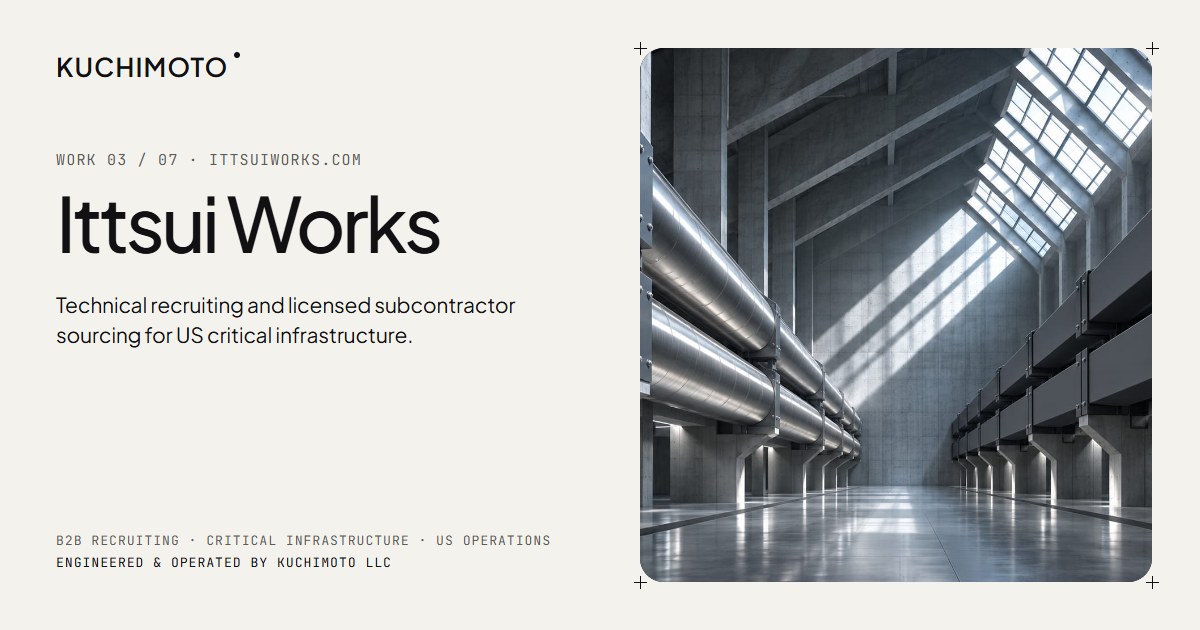 KUCHIMOTO
WORK 03 / 07 · ITTSUIWORKS.COM
Ittsui Works
Technical recruiting and licensed subcontractor
sourcing for US critical infrastructure.
B2B RECRUITING · CRITICAL INFRASTRUCTURE · US OPERATIONS
ENGINEERED & OPERATED BY KUCHIMOTO LLC